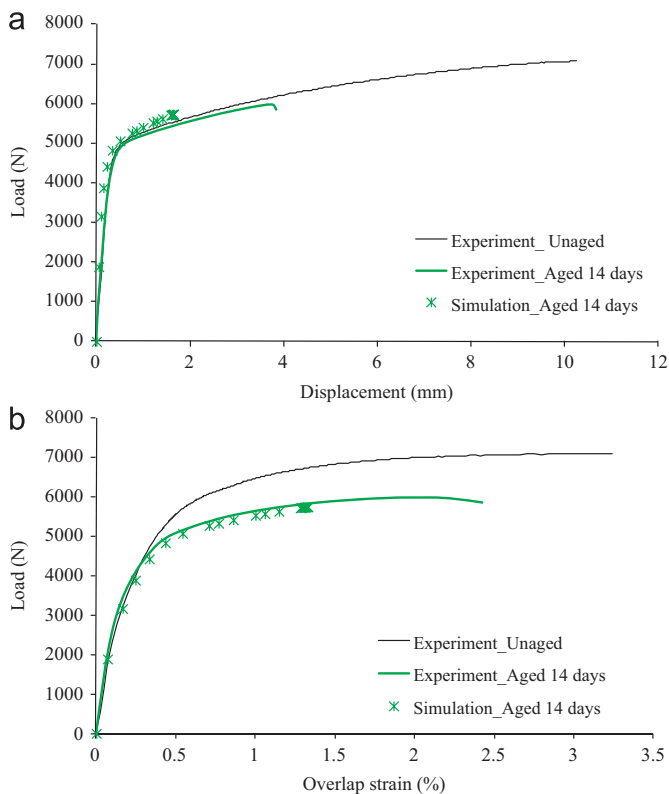 a
8000
7000
6000
5000
4000
3000
2000
1000
0
Load (N)
Experiment_ Unaged
Experiment_Aged 14 days
Simulation_Aged 14 days
0 2 4 6 8 10 12
Displacement (mm)
b
8000
7000
6000
5000
4000
3000
2000
1000
0
Load (N)
Experiment_Unaged
Experiment_Aged 14 days
Simulation_Aged 14 days
0 0.5 1 1.5 2 2.5 3 3.5
Overlap strain (%)